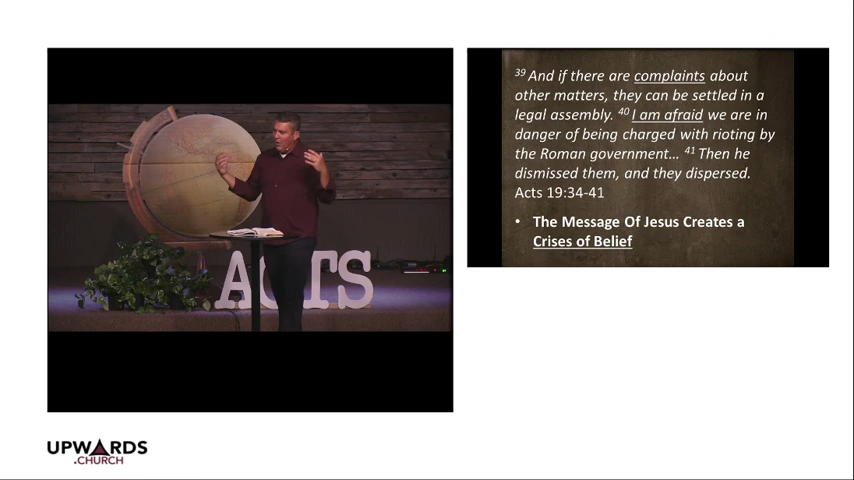 39 And if there are complaints about
other matters, they can be settled in a
legal assembly. 40 I am afraid we are in
danger of being charged with rioting by
the Roman government... 41 Then he
dismissed them, and they dispersed.
Acts 19:34-41
• The Message Of Jesus Creates a
Crises of Belief
ACTS
UPWARDS
.CHURCH